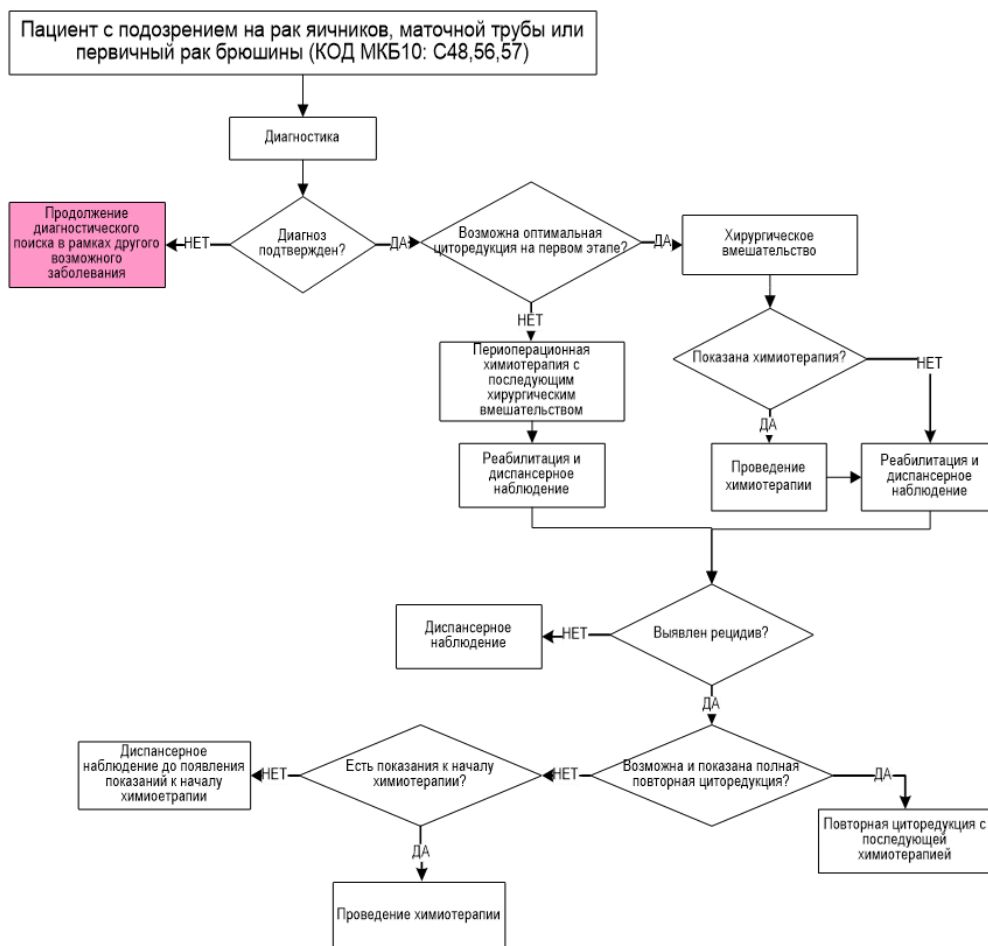 Пациент с подозрением на рак яичников, маточной трубы или
первичный рак брюшины (КОД МКБ10: С48,56,57)
Диагностика
Продолжение
диагностического
поиска в рамках другого
возможного
заболевания
НЕТ
Диагноз
подтвержден?
ДА
Возможна оптимальная
циторедукция на первом этапе?
ДА
Хирургическое
вмешательство
НЕТ
Периоперационная
химиотерапия с
последующим
хирургическим
вмешательством
Показана химиотерапия?
НЕТ
ДА
Реабилитация и
диспансерное
наблюдение
Проведение
химиотерапии
Реабилитация и
диспансерное
наблюдение
Диспансерное
наблюдение
НЕТ
Выявлен рецидив?
ДА
Диспансерное
наблюдение до появления
показаний к началу
химиоетрапии
НЕТ
Есть показания к началу
химиотерапии?
НЕТ
Возможна и показана полная
повторная циторедукция?
ДА
Повторная циторедукция с
последующей
химиотерапией
ДА
Проведение химиотерапии